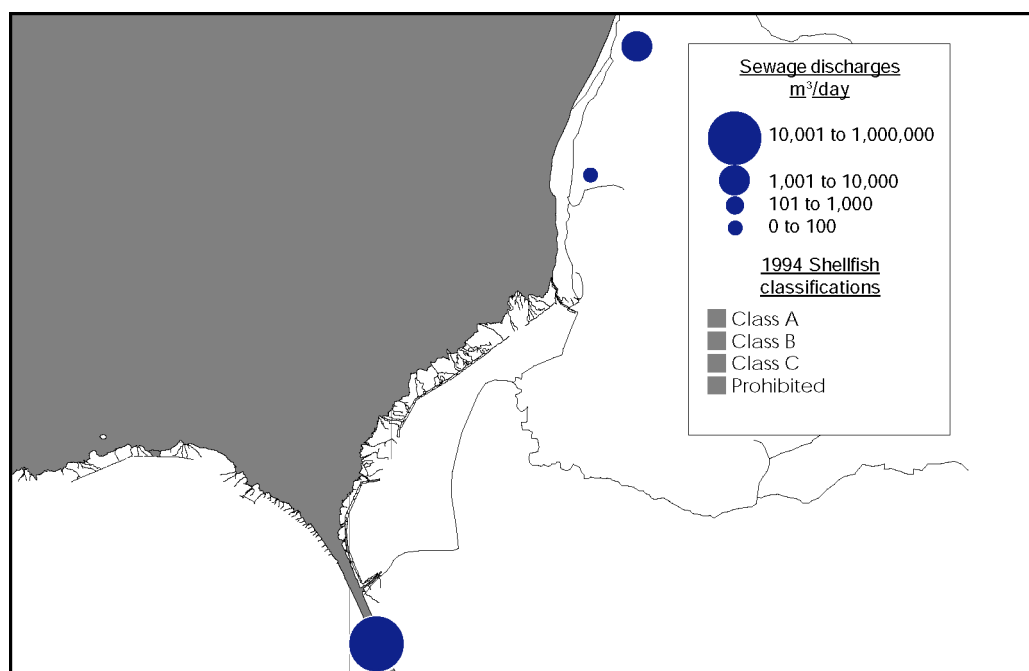 Sewage discharges
m³/day
10,001 to 1,000,000
1,001 to 10,000
101 to 1,000
0 to 100
1994 Shellfish
classifications
Class A
Class B
Class C
Prohibited